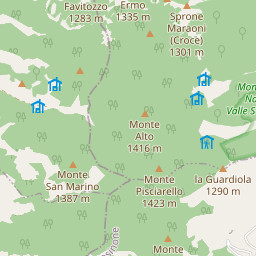 Favitozzo
1283 m
Ermo
1335 m
Sprone
Maraoni
(Croce)
1301 m
Valle S
Monte
Alto
1416 m
Monte
San Marino
1387 m
Monte
Pisciarello
1423 m
la Guardiola
1290 m
Monte